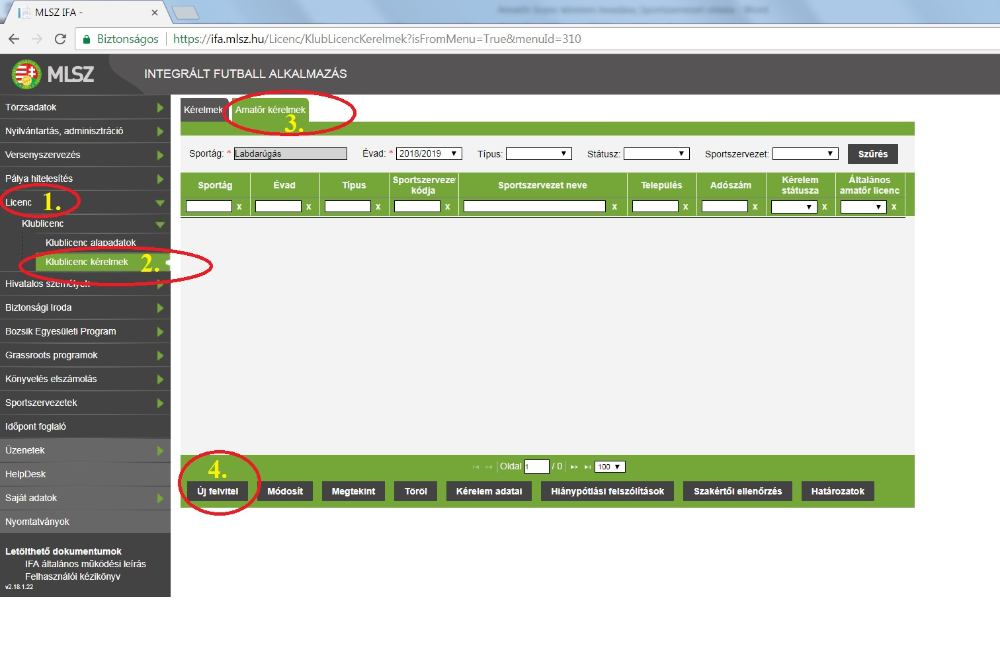 MLSZ IFA -
Biztonságos https://ifa.mlsz.hu/Licenc/KlubLicencKerelmek?isFromMenu=True&menuId=310
MLSZ INTEGRÁLT FUTBALL ALKALMAZÁS
Törzsadatok
Nyilvántartás, adminisztráció
Versenyszervezés
Pálya hitelesítés
Licenc 1.
Klublicenc
Klublicenc alapadatok
Klublicenc kérelmek 2.
Hivatalos személyek
Biztonsági Iroda
Bozsik Egyesületi Program
Grassroots programok
Könyvelés elszámolás
Sportszervezetek
Időpont foglaló
Üzenetek
HelpDesk
Saját adatok
Nyomtatványok
Letölthető dokumentumok
IFA általános működési leírás
Felhasználói kézikönyv
v2.18.1.22
Kérelmek Amatőr kérelmek
3.
Sportág: * Labdarúgás Évad: * 2018/2019 Típus: Státusz: Sportszervezet: Szűrés
Sportág Évad Típus Sportszerveze kódja Sportszervezet neve Település Adószám Kérelem státusza Általános amatőr licenc
x x x x x x x x x
Oldal 1 / 0 100
4.
Új felvitel Módosít Megtekint Töröl Kérelem adatai Hiánypótlási felszólítások Szakértői ellenőrzés Határozatok